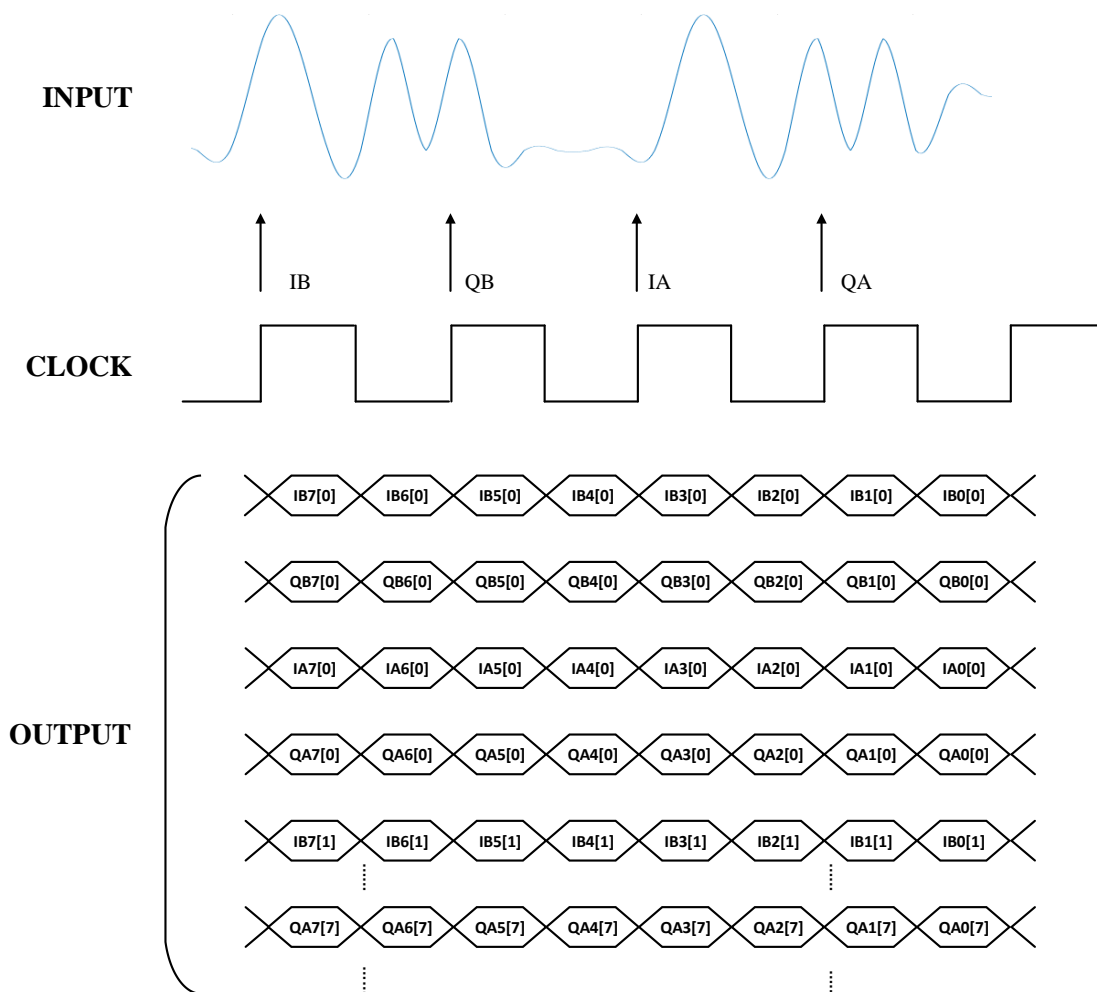 INPUT
IB QB IA QA
CLOCK
IB7[0] IB6[0] IB5[0] IB4[0] IB3[0] IB2[0] IB1[0] IB0[0]
QB7[0] QB6[0] QB5[0] QB4[0] QB3[0] QB2[0] QB1[0] QB0[0]
IA7[0] IA6[0] IA5[0] IA4[0] IA3[0] IA2[0] IA1[0] IA0[0]
OUTPUT
QA7[0] QA6[0] QA5[0] QA4[0] QA3[0] QA2[0] QA1[0] QA0[0]
IB7[1] IB6[1] IB5[1] IB4[1] IB3[1] IB2[1] IB1[1] IB0[1]
QA7[7] QA6[7] QA5[7] QA4[7] QA3[7] QA2[7] QA1[7] QA0[7]